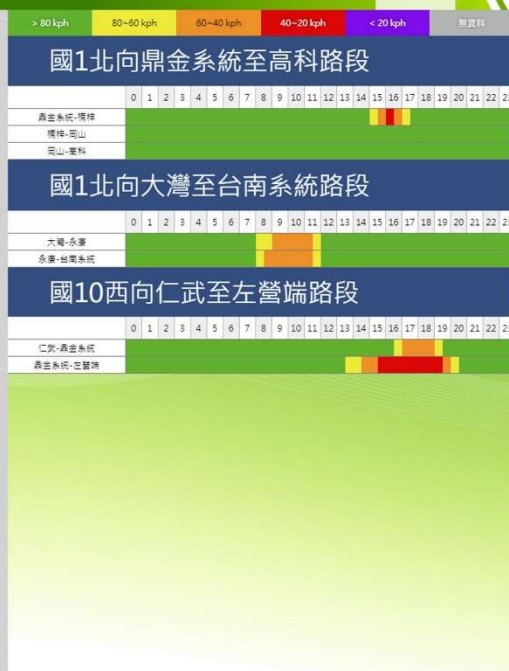 > 80 kph 80~60 kph 60~40 kph 40~20 kph < 20 kph 無資料
國1北向鼎金系統至高科路段
0 1 2 3 4 5 6 7 8 9 10 11 12 13 14 15 16 17 18 19 20 21 22
鼎金系統-楠梓
楠梓-岡山
岡山-高科
國1北向大灣至台南系統路段
0 1 2 3 4 5 6 7 8 9 10 11 12 13 14 15 16 17 18 19 20 21 22
大灣-永康
永康-台南系統
國10西向仁武至左營端路段
0 1 2 3 4 5 6 7 8 9 10 11 12 13 14 15 16 17 18 19 20 21 22
仁武-鼎金系統
鼎金系統-左營端